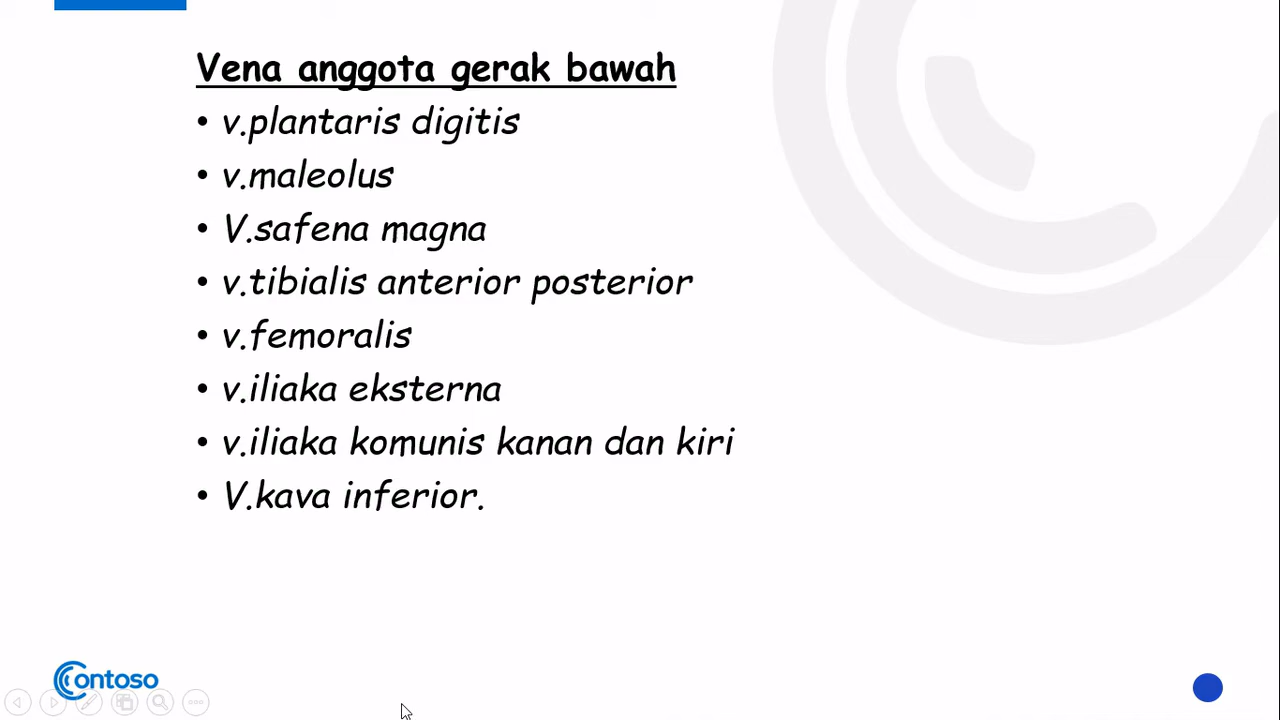 Vena anggota gerak bawah
• v.plantaris digitis
• v.maleolus
• V.safena magna
• v.tibialis anterior posterior
• v.femoralis
• v.iliaka eksterna
• v.iliaka komunis kanan dan kiri
• V.kava inferior.
Contoso